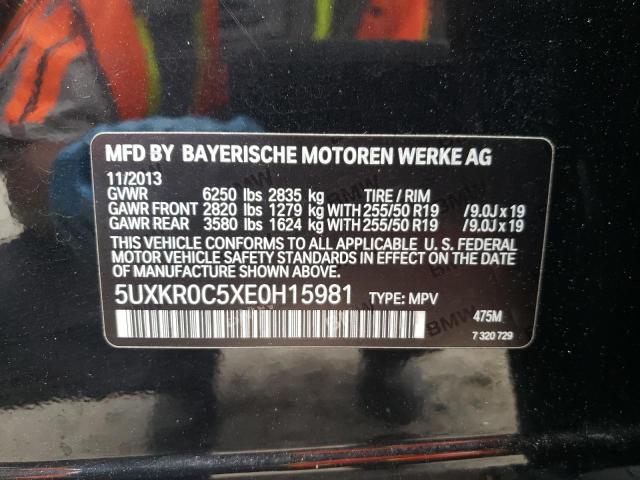 MFD BY BAYERISCHE MOTOREN WERKE AG
11/2013
GVWR 6250 lbs 2835 kg TIRE / RIM
GAWR FRONT 2820 lbs 1279 kg WITH 255/50 R19 /9.0J x 19
GAWR REAR 3580 lbs 1624 kg WITH 255/50 R19 /9.0J x 19
THIS VEHICLE CONFORMS TO ALL APPLICABLE U. S. FEDERAL
MOTOR VEHICLE SAFETY STANDARDS IN EFFECT ON THE DATE
OF MANUFACTURE SHOWN ABOVE.
5UXKR0C5XE0H15981 TYPE: MPV
475M
7 320 729